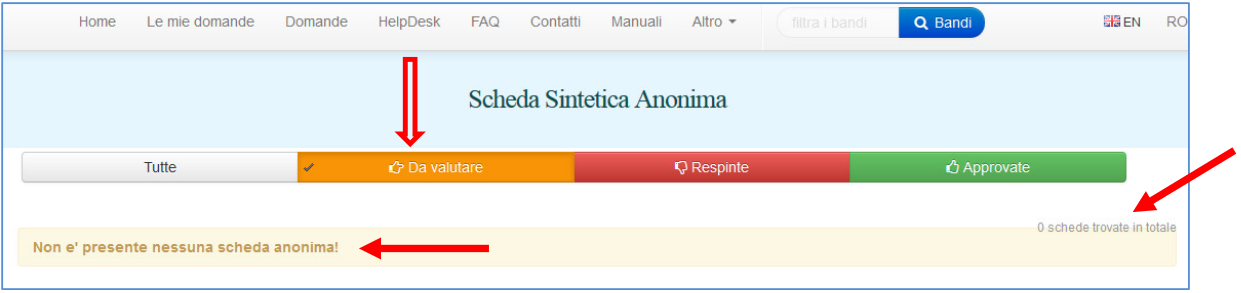 Home Le mie domande Domande HelpDesk FAQ Contatti Manuali Altro filtra i bandi Bandi EN RO
Scheda Sintetica Anonima
Tutte Da valutare Respinte Approvate
0 schede trovate in totale
Non e' presente nessuna scheda anonima!